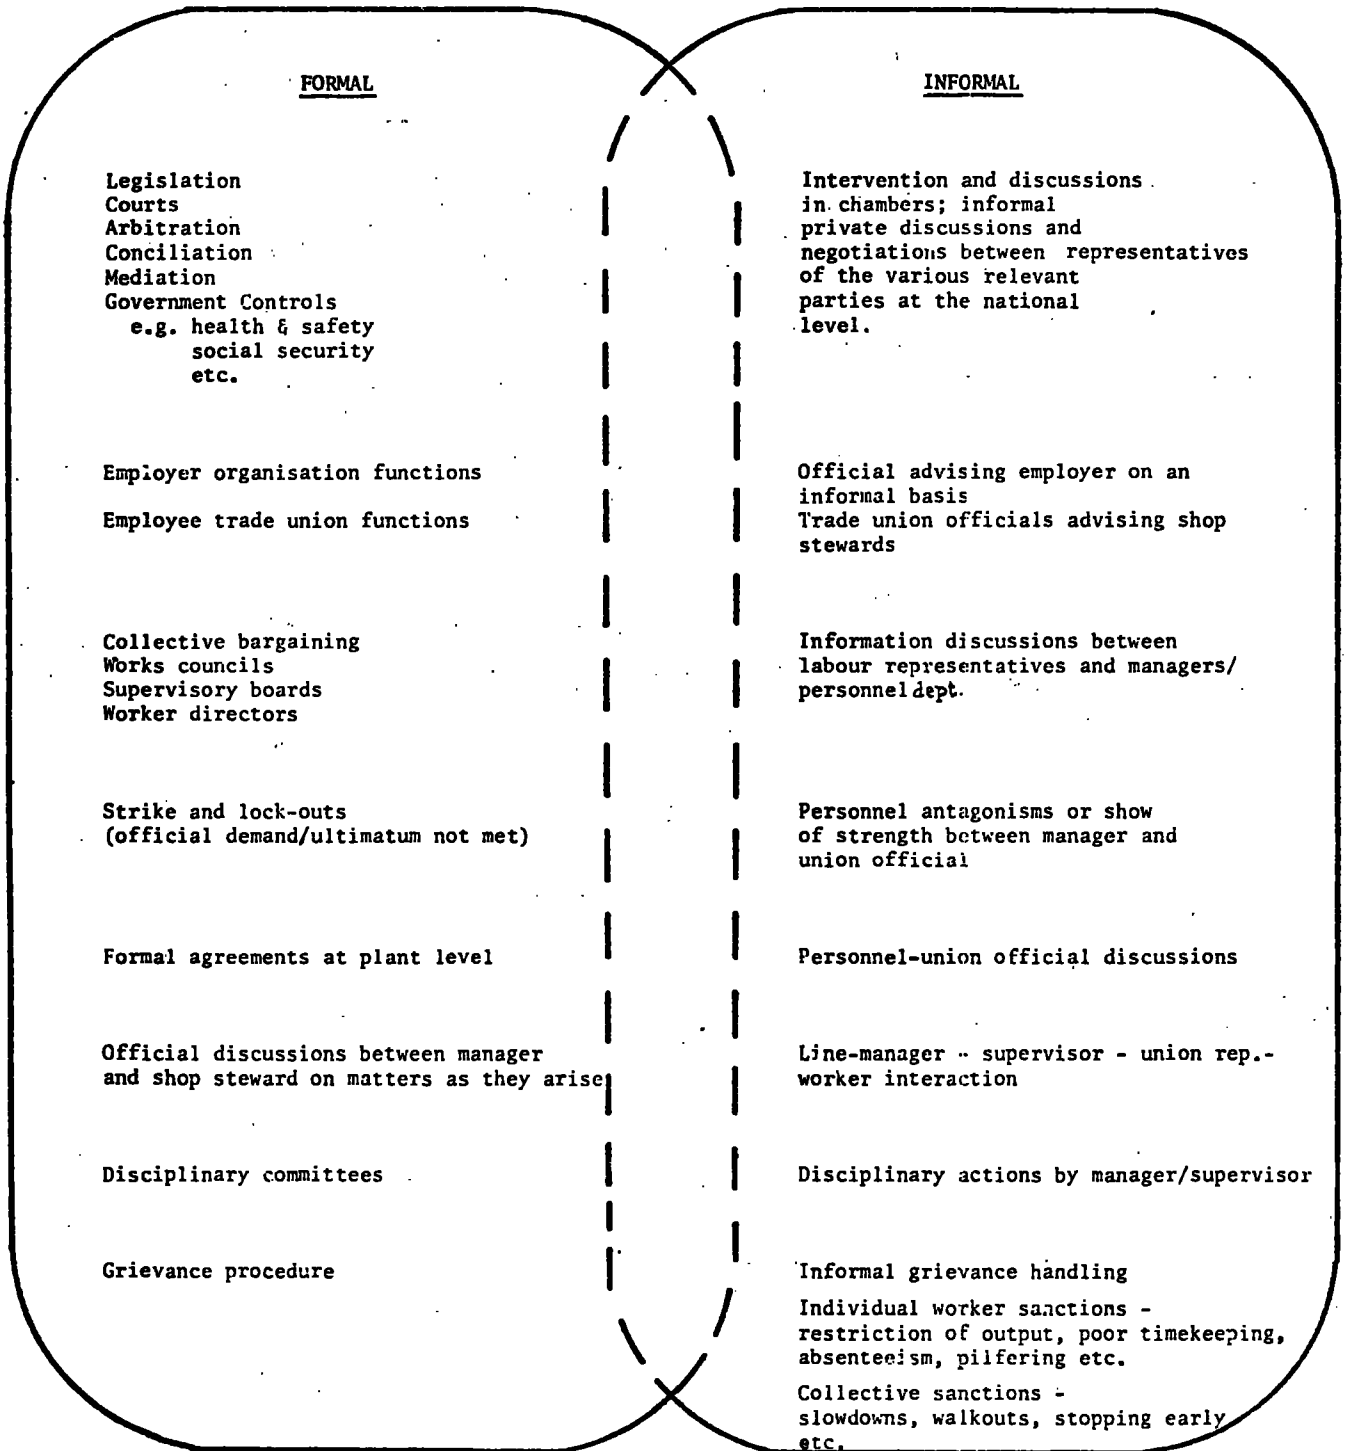 FORMAL
Legislation
Courts
Arbitration
Conciliation
Mediation
Government Controls
e.g. health & safety
social security
etc.
Employer organisation functions
Employee trade union functions
Collective bargaining
Works councils
Supervisory boards
Worker directors
Strike and lock-outs
(official demand/ultimatum not met)
Formal agreements at plant level
Official discussions between manager
and shop steward on matters as they arise
Disciplinary committees
Grievance procedure
INFORMAL
Intervention and discussions
in chambers; informal
private discussions and
negotiations between representatives
of the various relevant
parties at the national
level.
Official advising employer on an
informal basis
Trade union officials advising shop
stewards
Information discussions between
labour representatives and managers/
personnel dept.
Personnel antagonisms or show
of strength between manager and
union official
Personnel-union official discussions
Line-manager - supervisor - union rep.-
worker interaction
Disciplinary actions by manager/supervisor
Informal grievance handling
Individual worker sanctions -
restriction of output, poor timekeeping,
absenteeism, pilfering etc.
Collective sanctions -
slowdowns, walkouts, stopping early
etc.